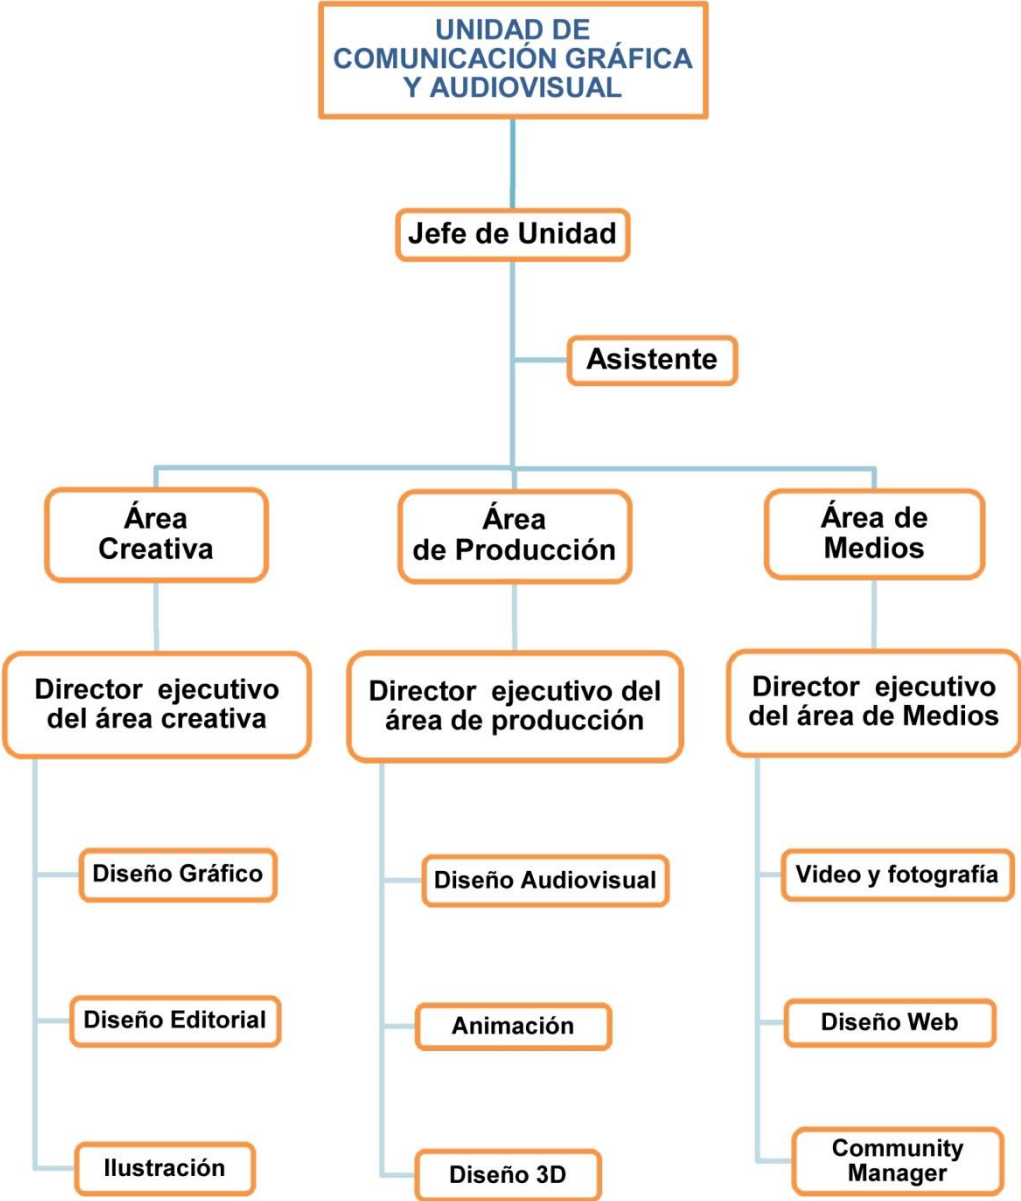 UNIDAD DE
COMUNICACIÓN GRÁFICA
Y AUDIOVISUAL
Jefe de Unidad
Asistente
Área
Creativa
Área
de Producción
Área de
Medios
Director ejecutivo
del área creativa
Director ejecutivo del
área de producción
Director ejecutivo
del área de Medios
Diseño Gráfico
Diseño Editorial
Ilustración
Diseño Audiovisual
Animación
Diseño 3D
Video y fotografía
Diseño Web
Community
Manager